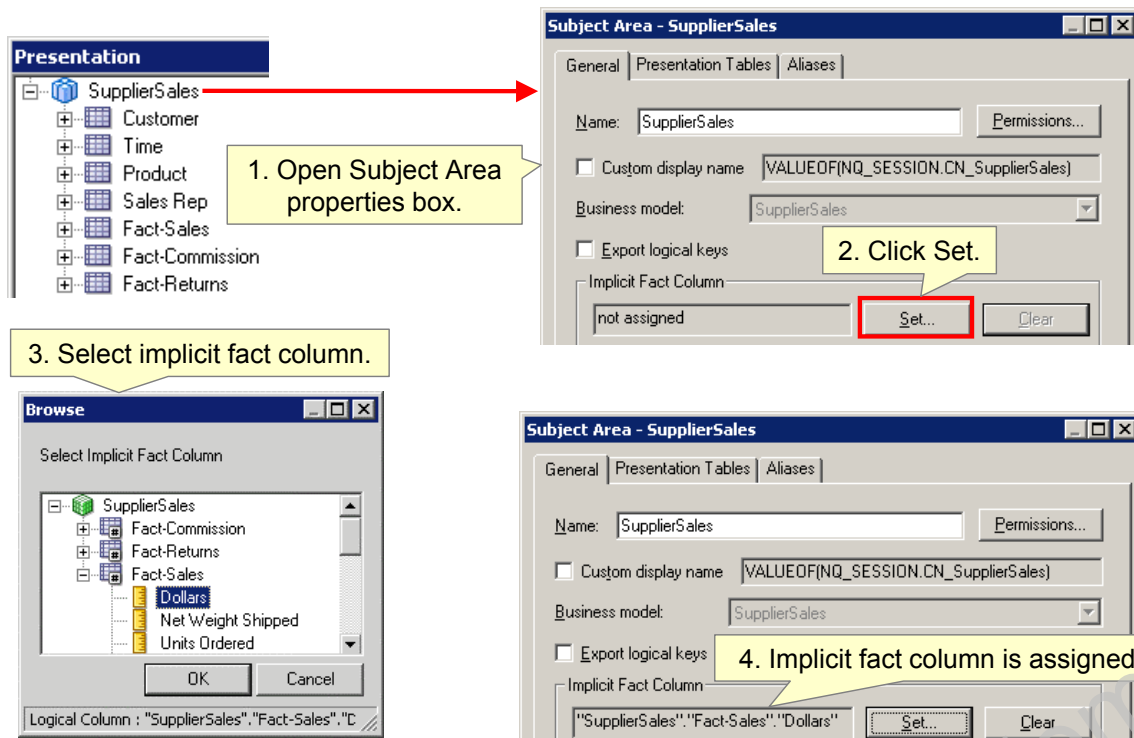 Presentation
SupplierSales
Customer
Time
Product
Sales Rep
Fact-Sales
Fact-Commission
Fact-Returns
1. Open Subject Area
properties box.
Subject Area - SupplierSales
General Presentation Tables Aliases
Name: SupplierSales Permissions...
Custom display name VALUEOF(NQ_SESSION.CN_SupplierSales)
Business model: SupplierSales
Export logical keys
2. Click Set.
Implicit Fact Column
not assigned Set... Clear
3. Select implicit fact column.
Browse
Select Implicit Fact Column
SupplierSales
Fact-Commission
Fact-Returns
Fact-Sales
Dollars
Net Weight Shipped
Units Ordered
OK Cancel
Logical Column : "SupplierSales"."Fact-Sales"."D
Subject Area - SupplierSales
General Presentation Tables Aliases
Name: SupplierSales Permissions...
Custom display name VALUEOF(NQ_SESSION.CN_SupplierSales)
Business model: SupplierSales
Export logical keys
4. Implicit fact column is assigned
Implicit Fact Column
"SupplierSales"."Fact-Sales"."Dollars" Set... Clear